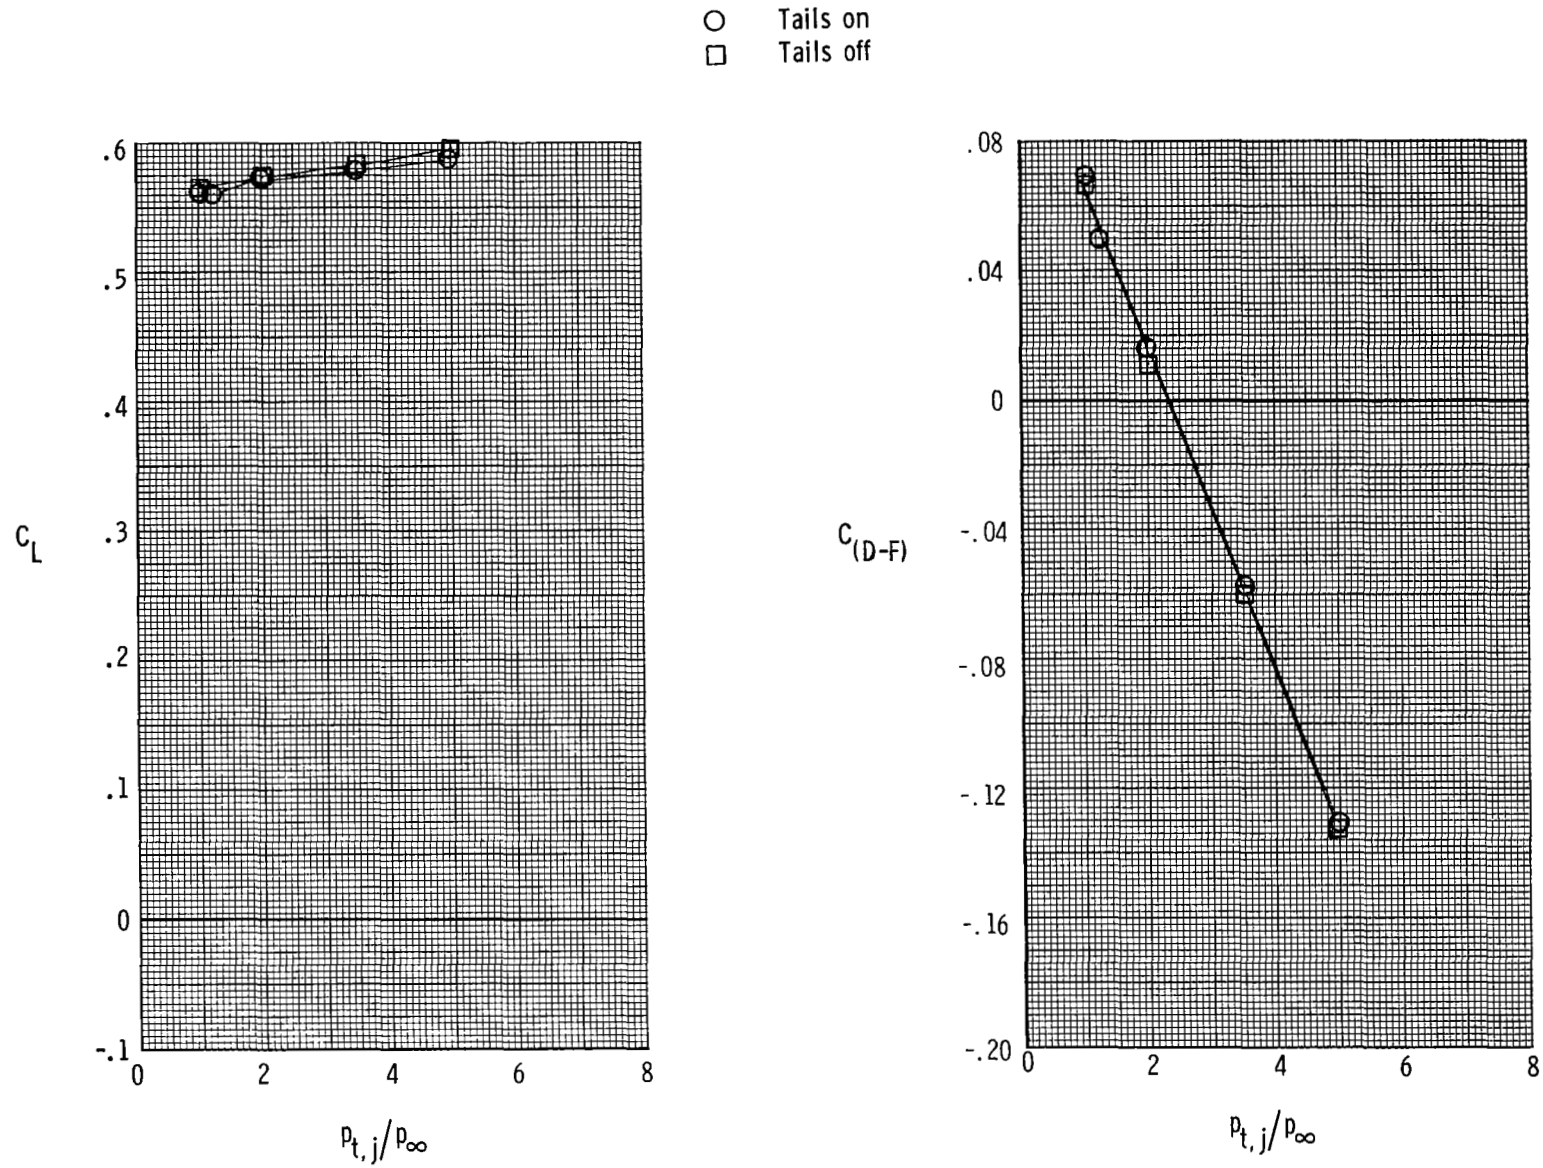 Tails on
Tails off
.6
.5
.4
.3
.2
.1
0
-.1
C_L
0 2 4 6 8
p_t,j/p_∞
.08
.04
0
-.04
-.08
-.12
-.16
-.20
C_(D-F)
0 2 4 6 8
p_t,j/p_∞